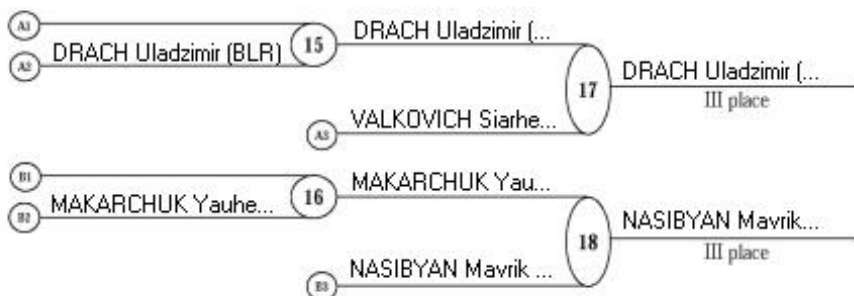 A1
DRACH Uladzimir (...
15
A2
DRACH Uladzimir (BLR)
DRACH Uladzimir (...
17
III place
A3
VALKOVICH Siarhe...
B1
MAKARCHUK Yau...
16
B2
MAKARCHUK Yauhe...
NASIBYAN Mavrik...
18
III place
B3
NASIBYAN Mavrik ...